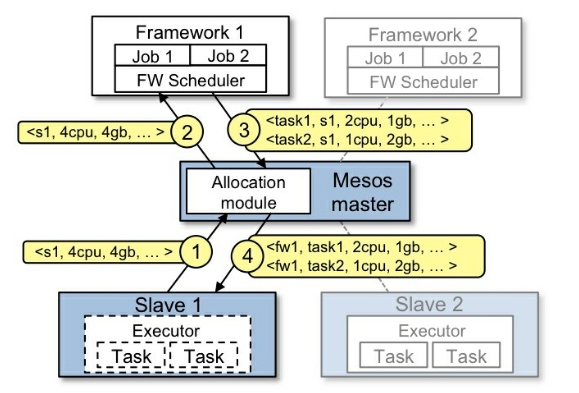 Framework 1
Job 1 Job 2
FW Scheduler
Framework 2
Job 1 Job 2
FW Scheduler
<s1, 4cpu, 4gb, … >
2
3
<task1, s1, 2cpu, 1gb, … >
<task2, s1, 1cpu, 2gb, … >
Allocation
module
Mesos
master
<s1, 4cpu, 4gb, … >
1
4
<fw1, task1, 2cpu, 1gb, … >
<fw1, task2, 1cpu, 2gb, … >
Slave 1
Executor
Task Task
Slave 2
Executor
Task Task